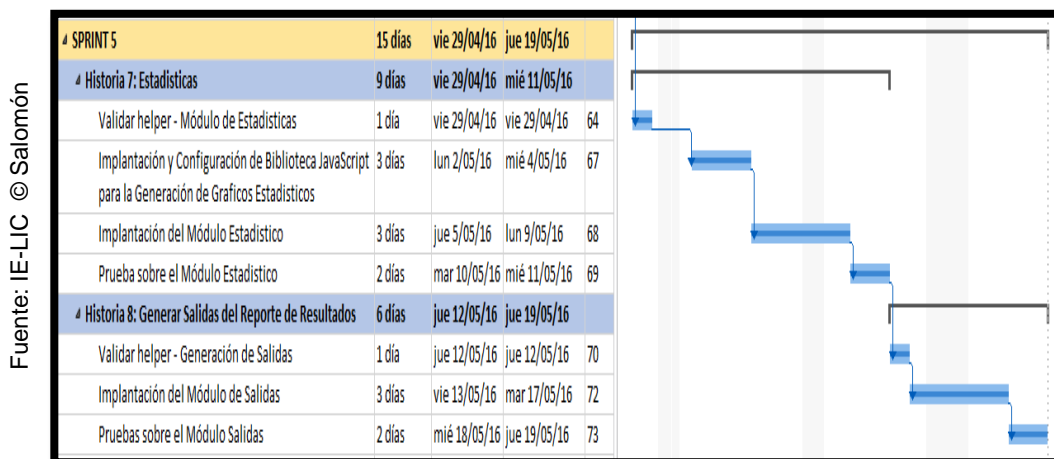 Fuente: IE-LIC © Salomón
SPRINT 5 15 días vie 29/04/16 jue 19/05/16
Historia 7: Estadisticas 9 días vie 29/04/16 mié 11/05/16
Validar helper - Módulo de Estadisticas 1 día vie 29/04/16 vie 29/04/16 64
Implantación y Configuración de Biblioteca JavaScript 3 días lun 2/05/16 mié 4/05/16 67
para la Generación de Graficos Estadisticos
Implantación del Módulo Estadistico 3 días jue 5/05/16 lun 9/05/16 68
Prueba sobre el Módulo Estadistico 2 días mar 10/05/16 mié 11/05/16 69
Historia 8: Generar Salidas del Reporte de Resultados 6 días jue 12/05/16 jue 19/05/16
Validar helper - Generación de Salidas 1 día jue 12/05/16 jue 12/05/16 70
Implantación del Módulo de Salidas 3 días vie 13/05/16 mar 17/05/16 72
Pruebas sobre el Módulo Salidas 2 días mié 18/05/16 jue 19/05/16 73